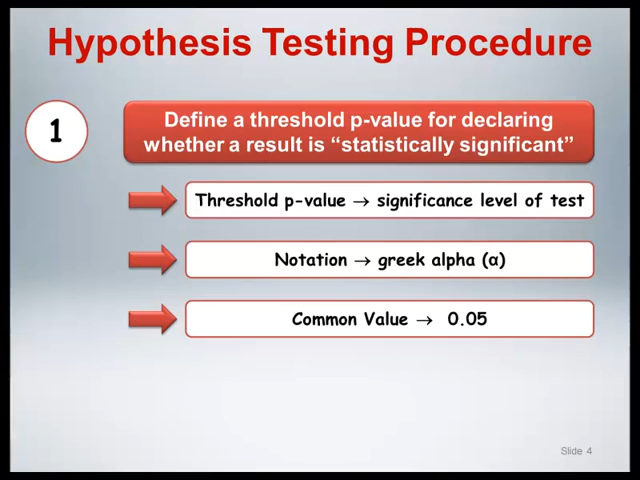 Hypothesis Testing Procedure
1
Define a threshold p-value for declaring
whether a result is “statistically significant”
Threshold p-value → significance level of test
Notation → greek alpha (α)
Common Value → 0.05
Slide 4